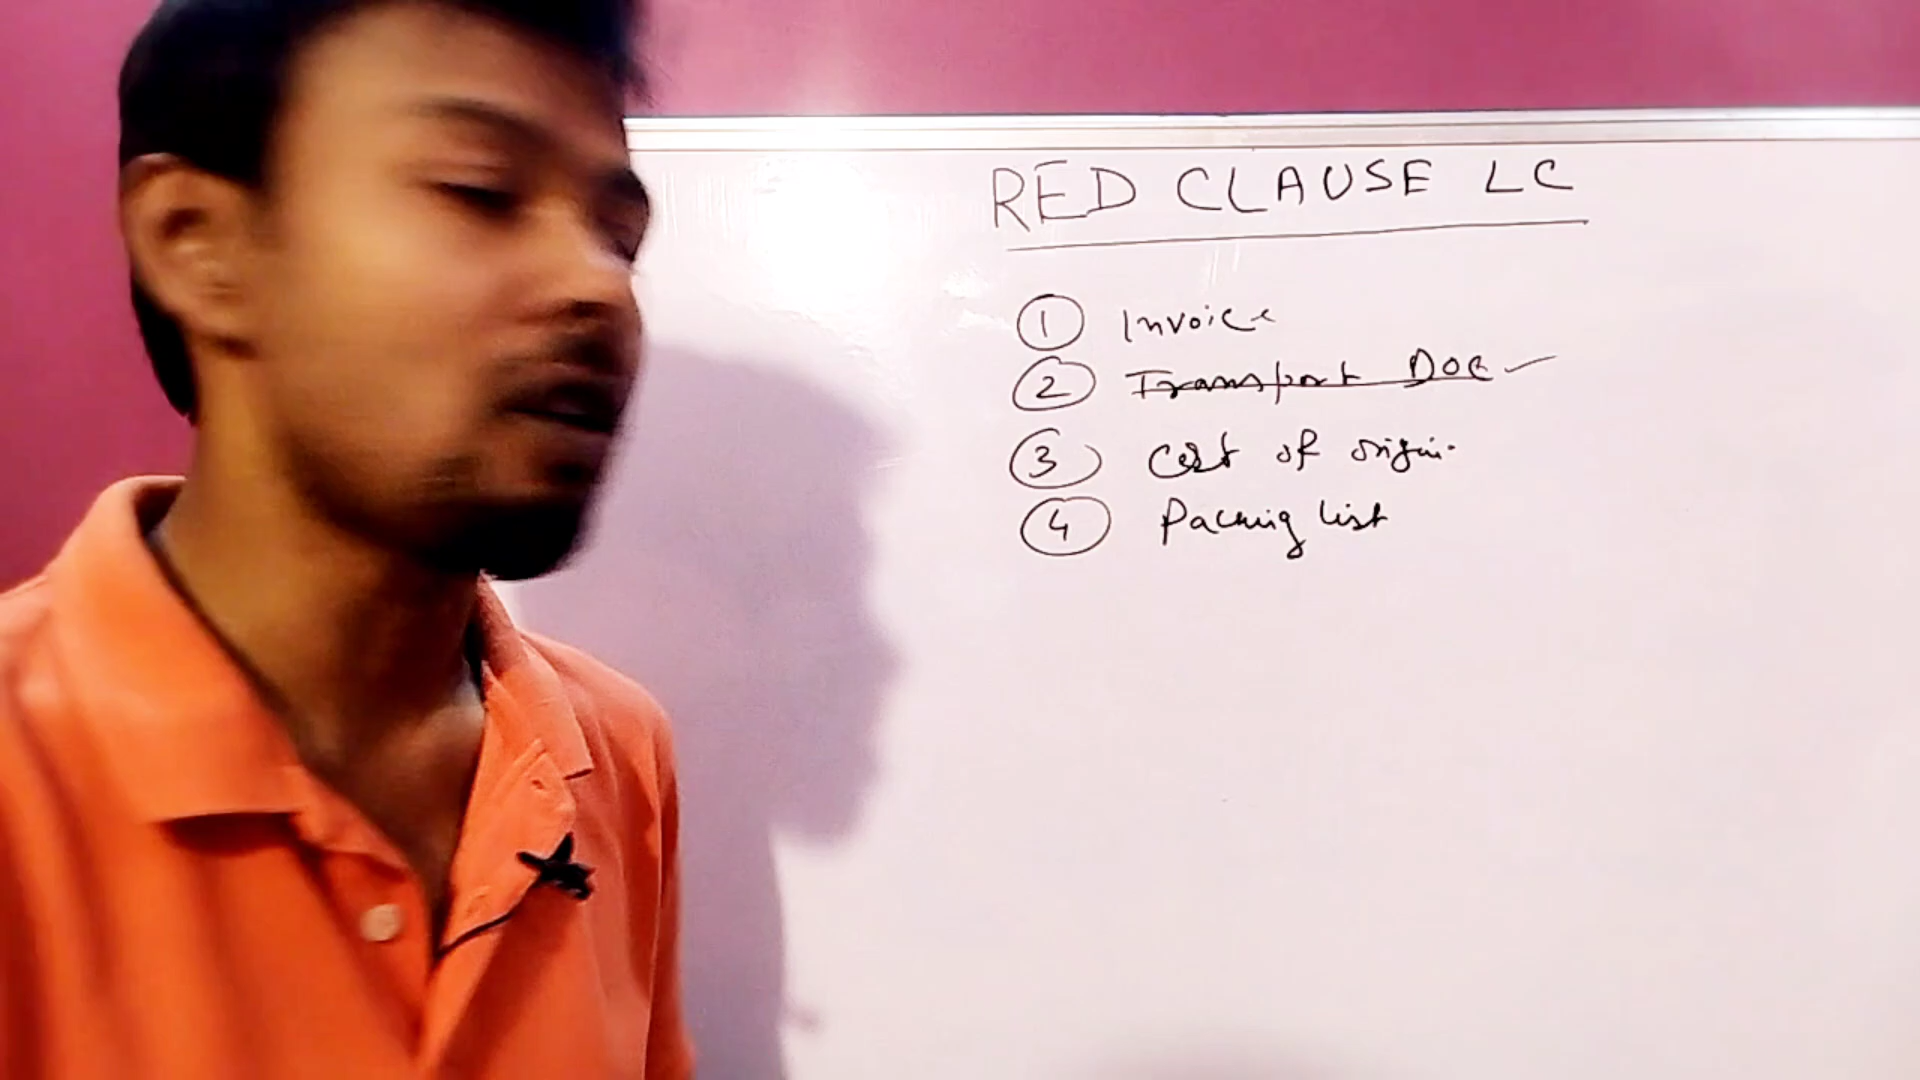 RED CLAUSE LC
1 Invoice
2 Transport Doc
3 Cert of origin.
4 Packing list